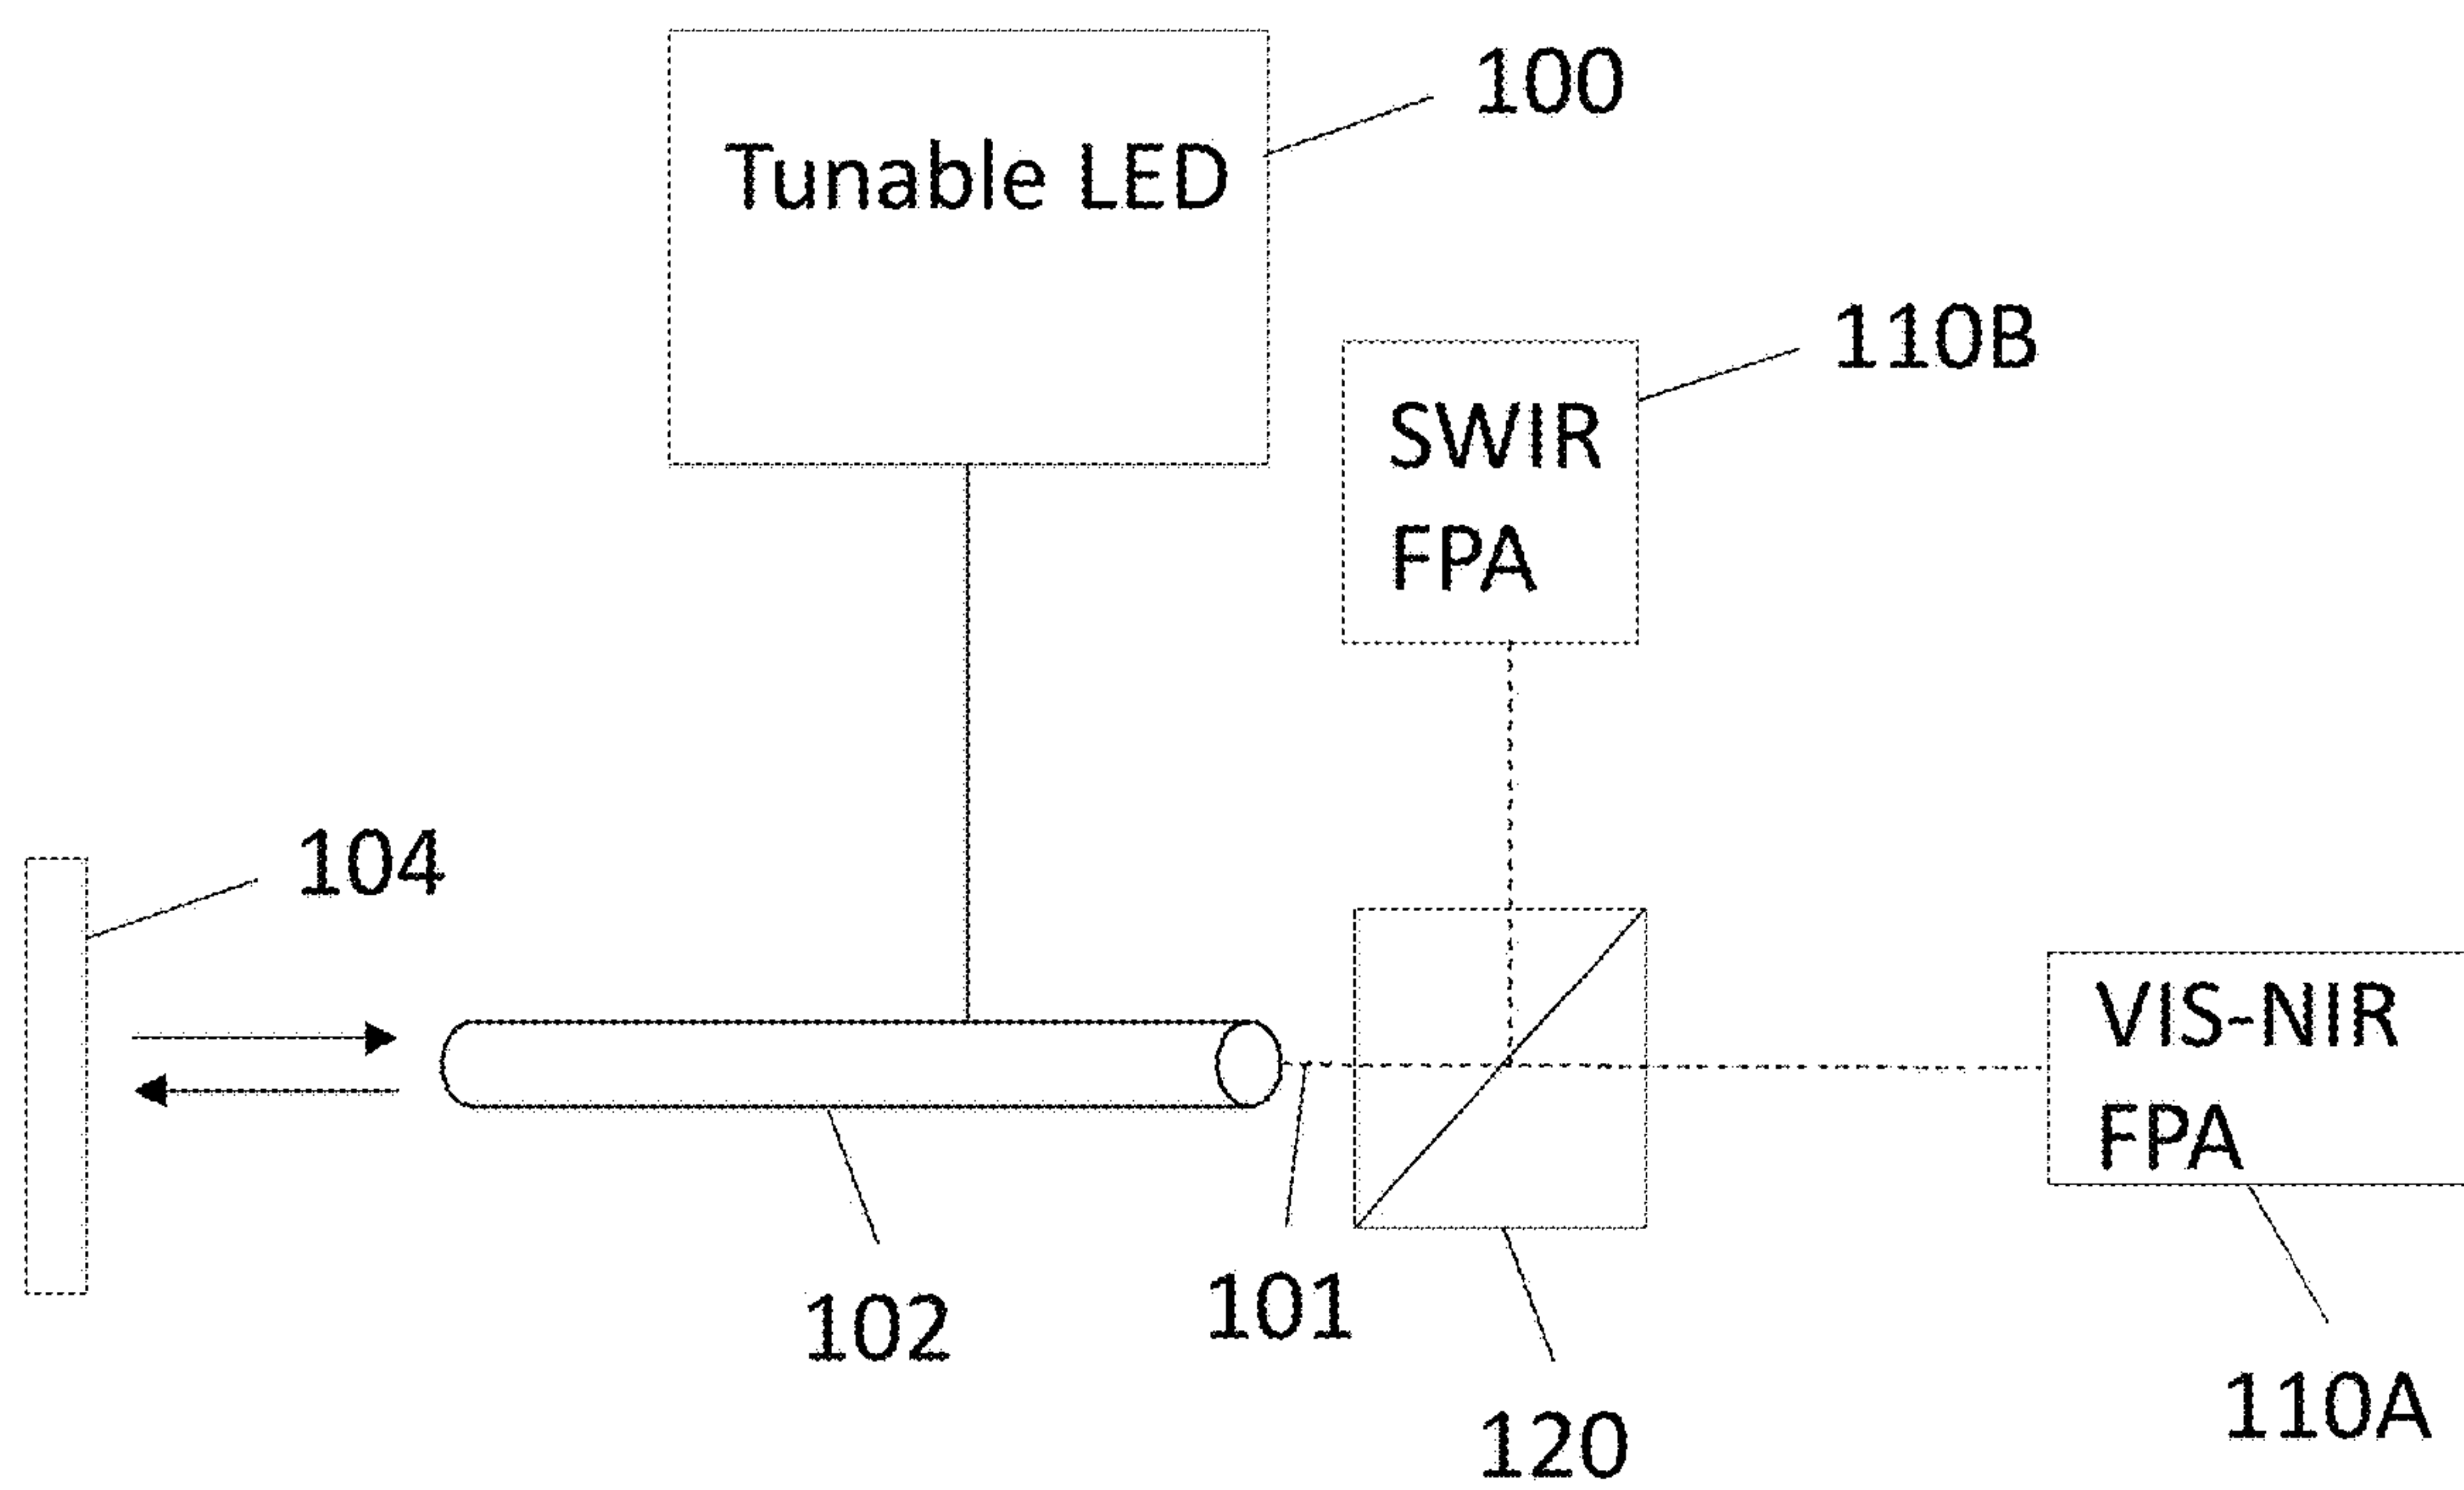 100
Tunable LED
110B
SWIR
FPA
104
VIS-NIR
FPA
102
101
120
110A